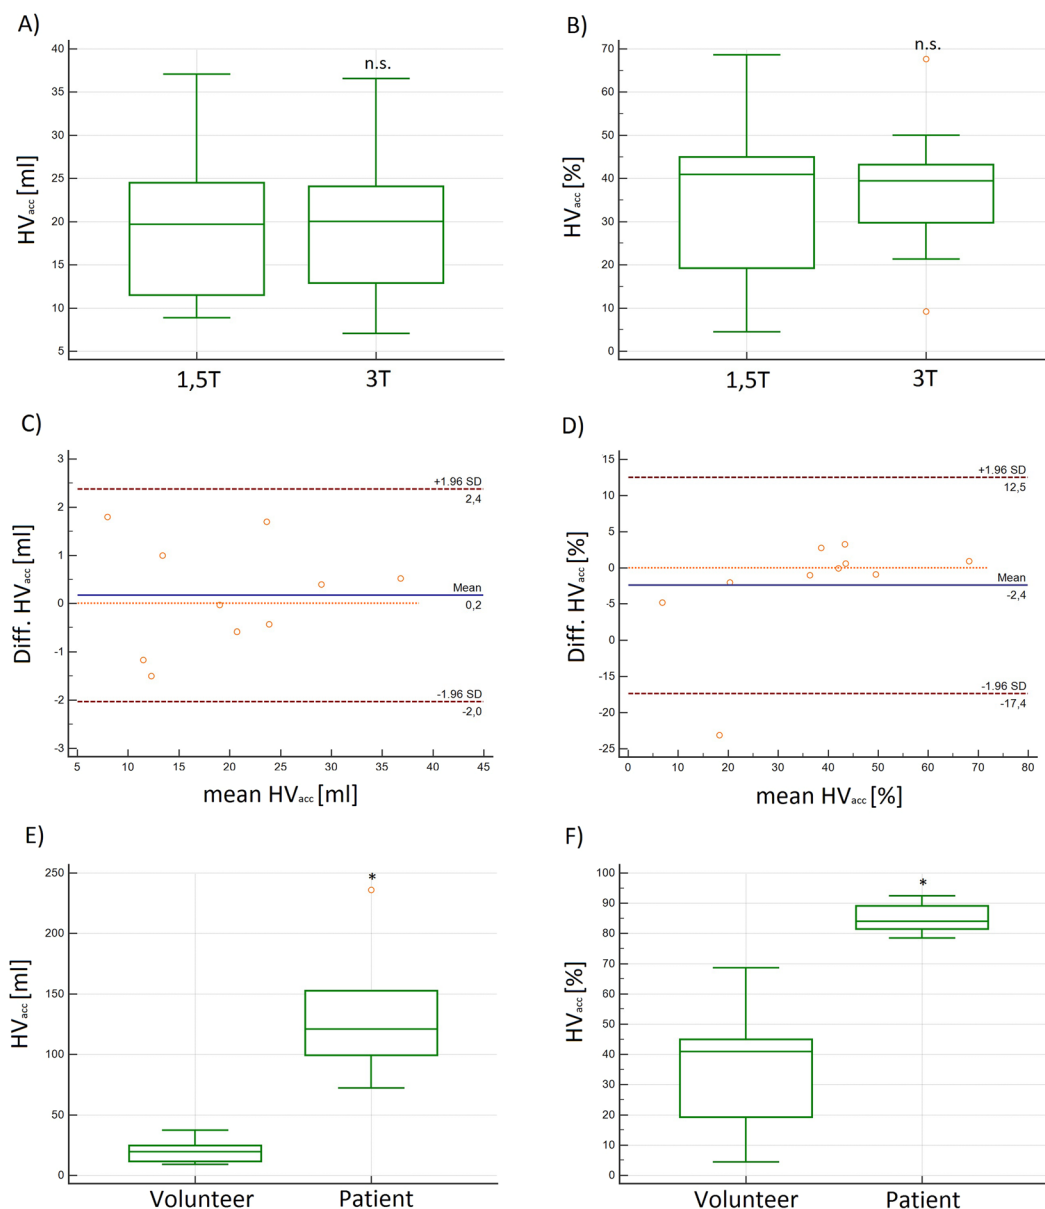 A)
HVacc [ml]
40
35
30
25
20
15
10
5
n.s.
1,5T 3T
B)
HVacc [%]
70
60
50
40
30
20
10
0
n.s.
1,5T 3T
C)
Diff. HVacc [ml]
3
2
1
0
-1
-2
-3
+1.96 SD
2,4
Mean
0,2
-1.96 SD
-2,0
5 10 15 20 25 30 35 40 45
mean HVacc [ml]
D)
Diff. HVacc [%]
15
10
5
0
-5
0
-10
-15
-20
-25
+1.96 SD
12,5
Mean
-2,4
-1.96 SD
-17,4
0 10 20 30 40 50 60 70 80
mean HVacc [%]
E)
HVacc [ml]
250
200
150
100
50
0
*
Volunteer Patient
F)
HVacc [%]
100
90
80
70
60
50
40
30
20
10
0
*
Volunteer Patient